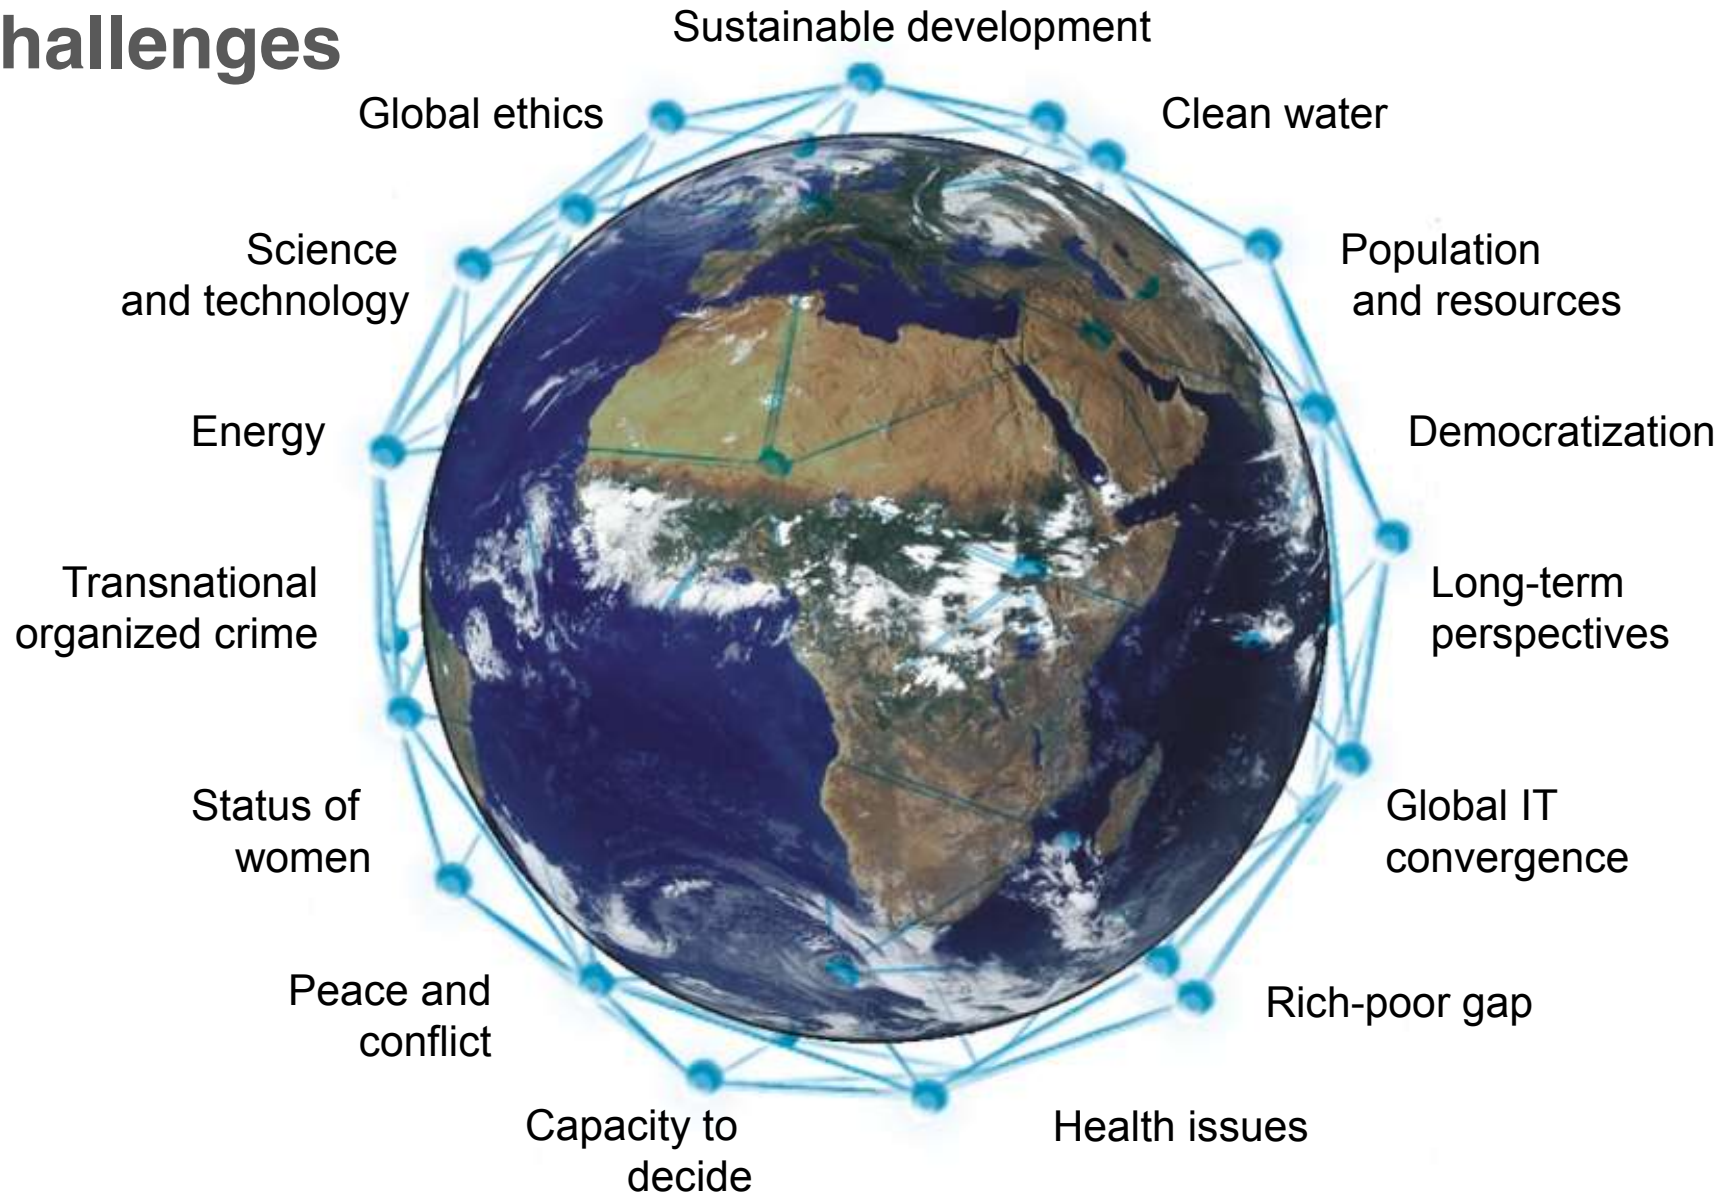 hallenges
Sustainable development
Global ethics
Clean water
Science
and technology
Population
and resources
Energy
Democratization
Transnational
organized crime
Long-term
perspectives
Status of
women
Global IT
convergence
Peace and
conflict
Rich-poor gap
Capacity to
decide
Health issues